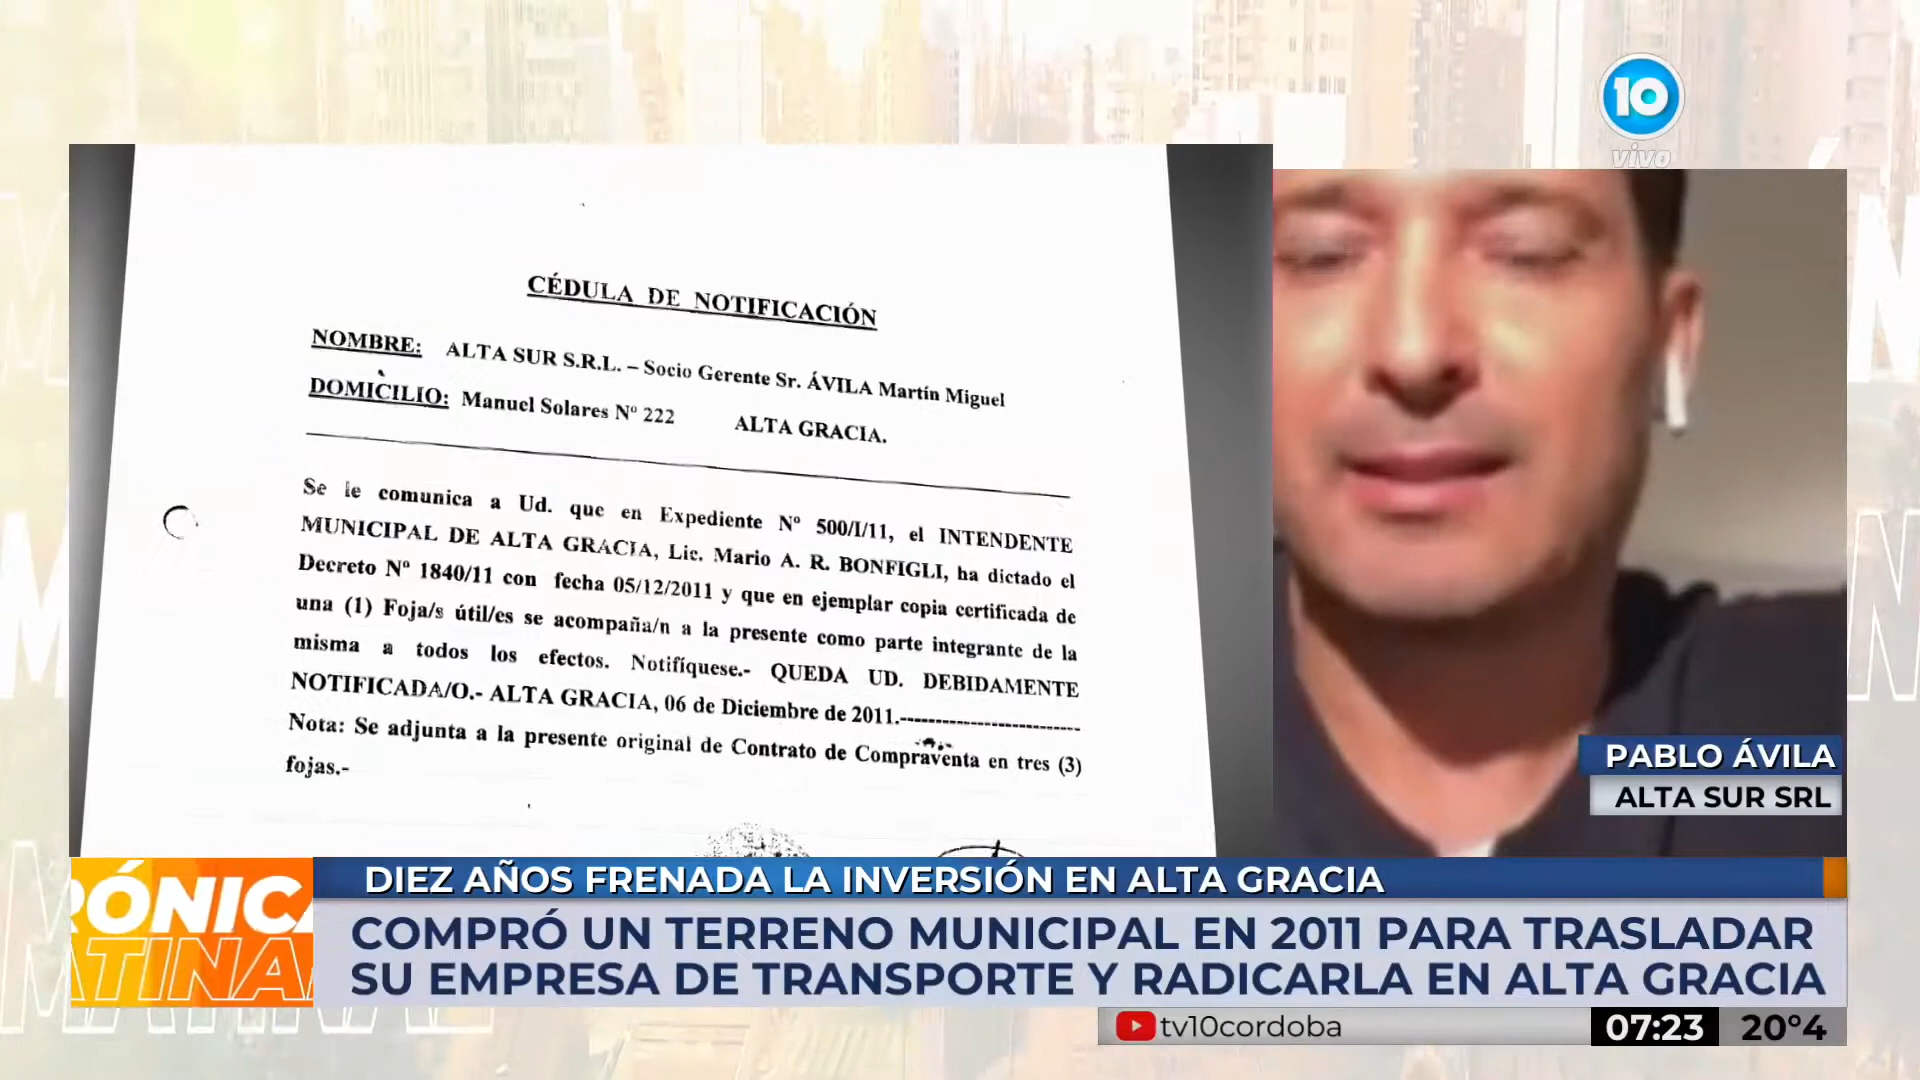 10
vivo
CÉDULA DE NOTIFICACIÓN
NOMBRE: ALTA SUR S.R.L. – Socio Gerente Sr. ÁVILA Martín Miguel
DOMICILIO: Manuel Solares Nº 222 ALTA GRACIA.
Se le comunica a Ud. que en Expediente Nº 500/I/11, el INTENDENTE
MUNICIPAL DE ALTA GRACIA, Lic. Mario A. R. BONFIGLI, ha dictado el
Decreto Nº 1840/11 con fecha 05/12/2011 y que en ejemplar copia certificada de
una (1) Foja/s útil/es se acompaña/n a la presente como parte integrante de la
misma a todos los efectos. Notifíquese.- QUEDA UD. DEBIDAMENTE
NOTIFICADA/O.- ALTA GRACIA, 06 de Diciembre de 2011.----------------------------
Nota: Se adjunta a la presente original de Contrato de Compraventa en tres (3)
fojas.-
PABLO ÁVILA
ALTA SUR SRL
DIEZ AÑOS FRENADA LA INVERSIÓN EN ALTA GRACIA
COMPRÓ UN TERRENO MUNICIPAL EN 2011 PARA TRASLADAR
SU EMPRESA DE TRANSPORTE Y RADICARLA EN ALTA GRACIA
tv10cordoba
07:23 20°4